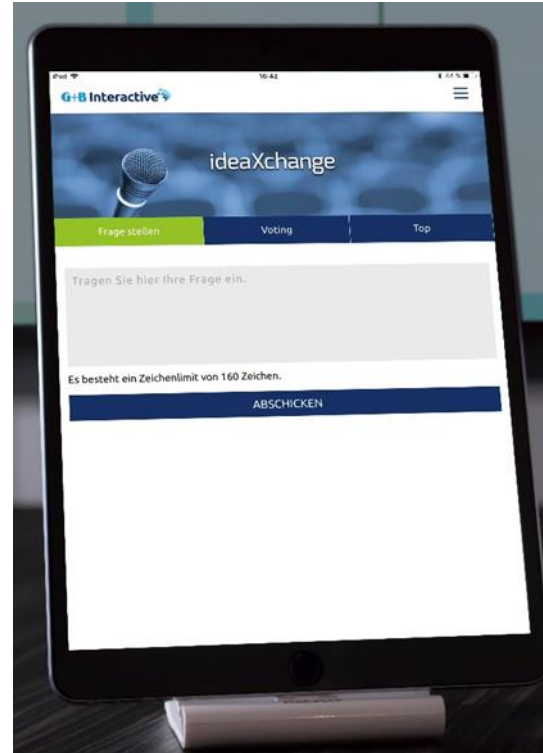 iPad 16:42
G+B Interactive
ideaXchange
Frage stellen Voting Top
Tragen Sie hier Ihre Frage ein.
Es besteht ein Zeichenlimit von 160 Zeichen.
ABSCHICKEN